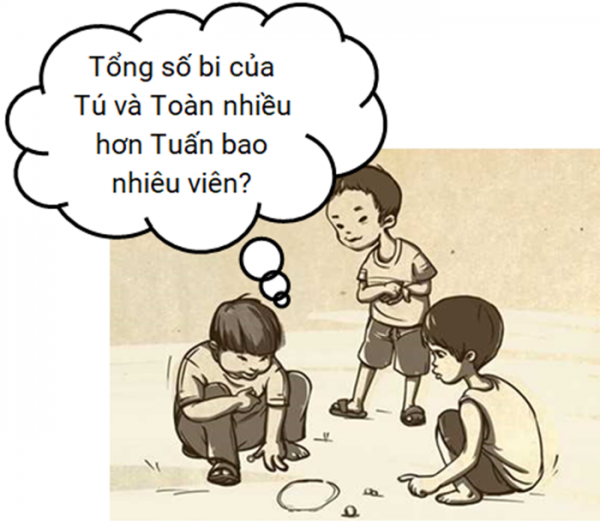 Tổng số bi của
Tú và Toàn nhiều
hơn Tuấn bao
nhiêu viên?